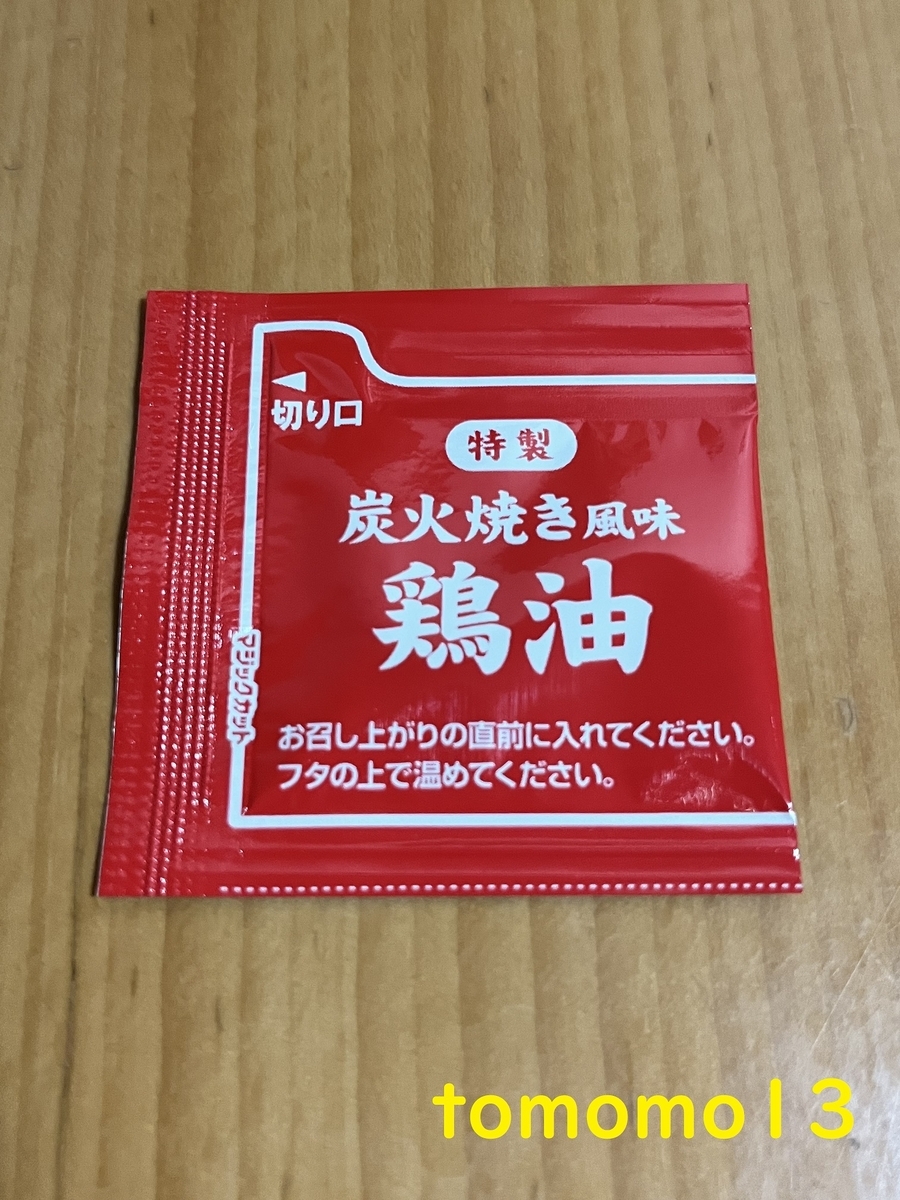 切り口
特製
炭火焼き風味
鶏油
マジックカット
お召し上がりの直前に入れてください。
フタの上で温めてください。
tomomo13